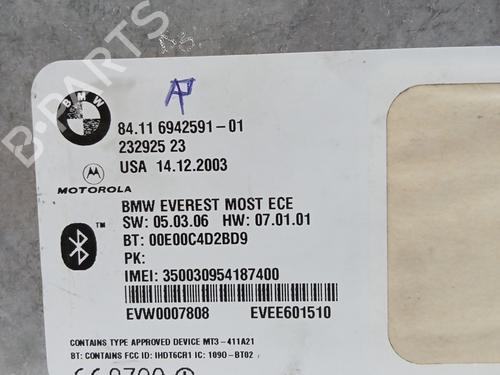 B-PARTS
BMW
84.11 6942591-01
232925 23
USA 14.12.2003
MOTOROLA
BMW EVEREST MOST ECE
SW: 05.03.06 HW: 07.01.01
BT: 00E00C4D2BD9
PK:
IMEI: 350030954187400
EVW0007808 EVEE601510
CONTAINS TYPE APPROVED DEVICE MT3-411A21
BT: CONTAINS FCC ID: IHDT6CR1 IC: 1090-BT02